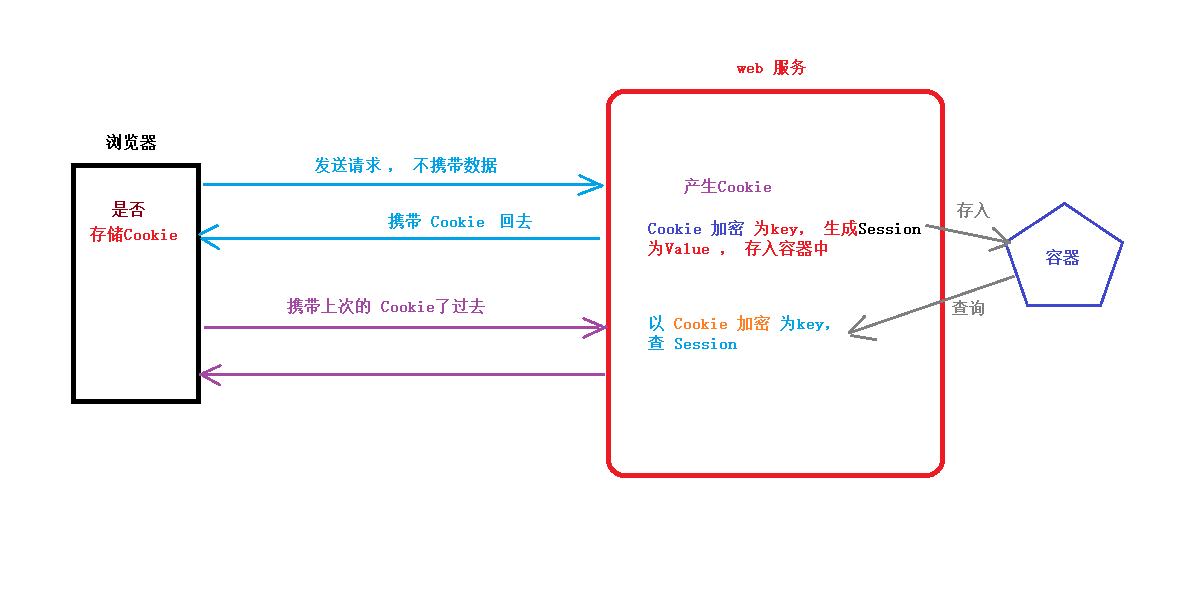 web 服务
浏览器
发送请求 ， 不携带数据
产生Cookie
是否
存储Cookie
携带 Cookie 回去
Cookie 加密 为key， 生成Session
为Value ， 存入容器中
存入
容器
携带上次的 Cookie了过去
查询
以 Cookie 加密 为key，
查 Session